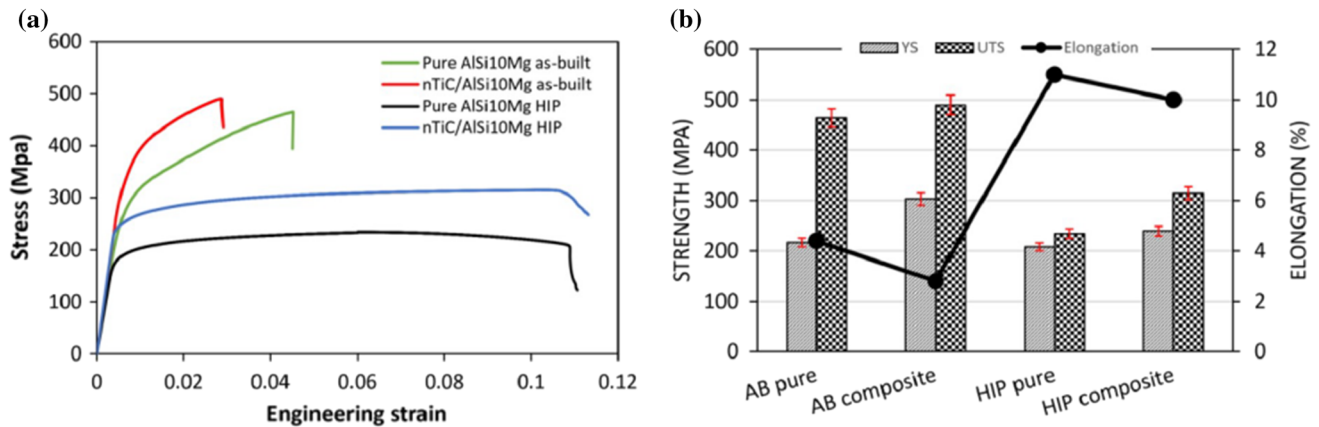 (a)
600
500
400
300
200
100
0
Stress (Mpa)
0
0.02
0.04
0.06
0.08
0.1
0.12
Engineering strain
Pure AlSi10Mg as-built
nTiC/AlSi10Mg as-built
Pure AlSi10Mg HIP
nTiC/AlSi10Mg HIP
(b)
YS
UTS
Elongation
600
500
400
300
200
100
0
STRENGTH (MPA)
12
10
8
6
4
2
0
ELONGATION (%)
AB pure
AB composite
HIP pure
HIP composite